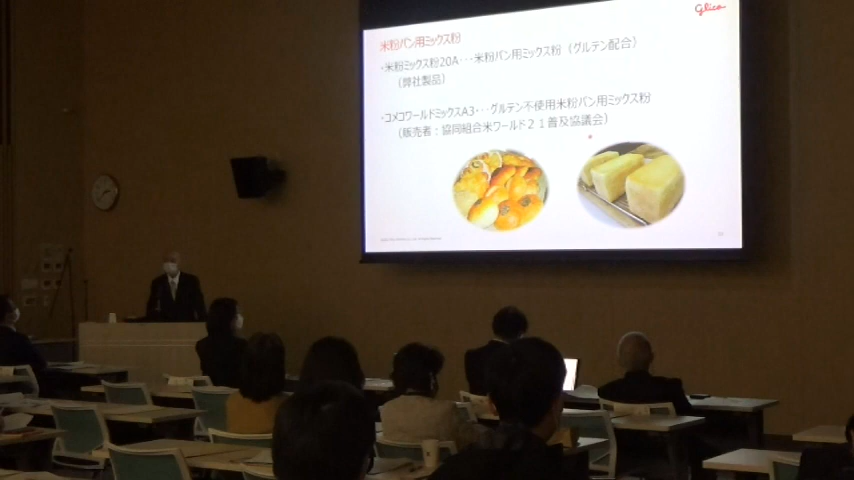 Glico
米粉パン用ミックス粉
・米粉ミックス粉20A･･･米粉パン用ミックス粉（グルテン配合）
（弊社製品）
・コメコワールドミックスA3･･･グルテン不使用米粉パン用ミックス粉
（販売者：協同組合米ワールド２１普及協議会）